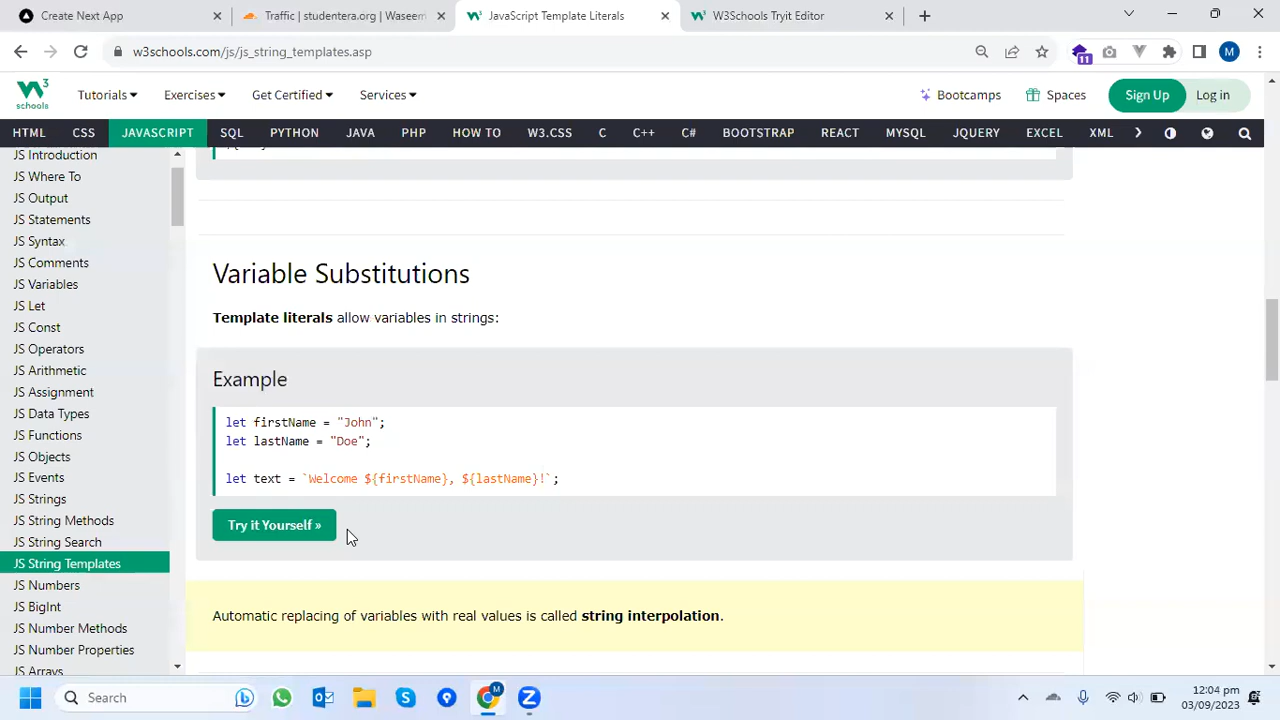 Create Next App
Traffic | studentera.org | Waseem
JavaScript Template Literals
W3Schools Tryit Editor
w3schools.com/js/js_string_templates.asp
11
M
W3
schools
Tutorials
Exercises
Get Certified
Services
Bootcamps
Spaces
Sign Up
Log in
HTML CSS JAVASCRIPT SQL PYTHON JAVA PHP HOW TO W3.CSS C C++ C# BOOTSTRAP REACT MYSQL JQUERY EXCEL XML
JS Introduction
JS Where To
JS Output
JS Statements
JS Syntax
JS Comments
JS Variables
JS Let
JS Const
JS Operators
JS Arithmetic
JS Assignment
JS Data Types
JS Functions
JS Objects
JS Events
JS Strings
JS String Methods
JS String Search
JS String Templates
JS Numbers
JS BigInt
JS Number Methods
JS Number Properties
JS Arrays
Variable Substitutions
Template literals allow variables in strings:
Example
let firstName = "John";
let lastName = "Doe";
let text = `Welcome ${firstName}, ${lastName}!`;
Try it Yourself »
Automatic replacing of variables with real values is called string interpolation.
Search
M
12:04 pm
03/09/2023